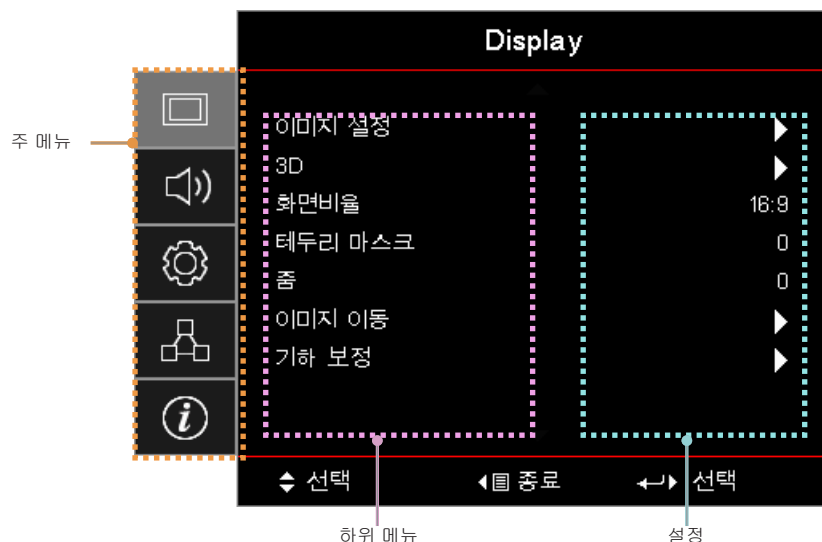 Display
주 메뉴
이미지 설정
3D
화면비율 16:9
테두리 마스크 0
줌 0
이미지 이동
기하 보정
선택 종료 선택
하위 메뉴 설정